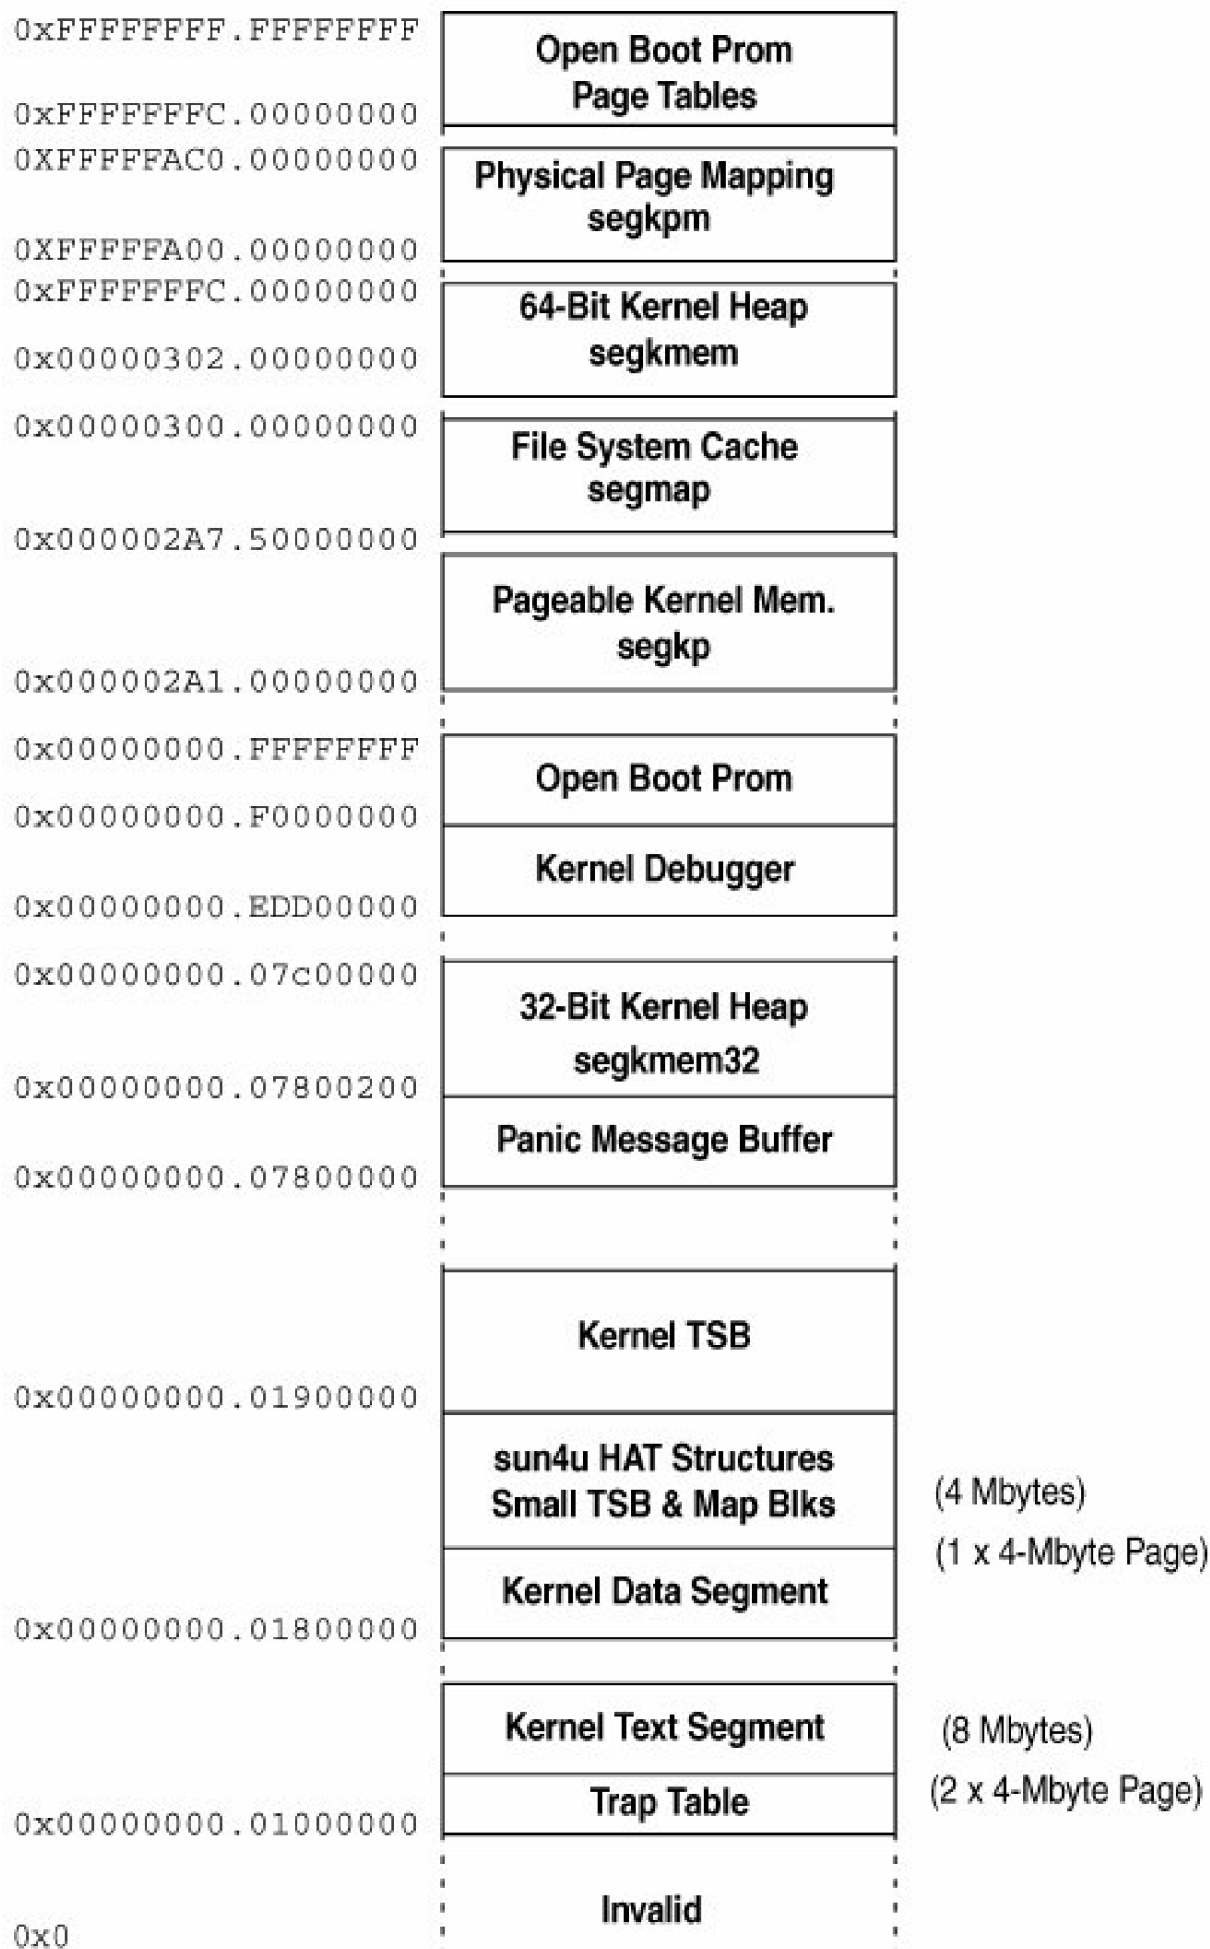 0xFFFFFFFF.FFFFFFFF
Open Boot Prom
Page Tables
0xFFFFFFFC.00000000
0XFFFFFAC0.00000000
Physical Page Mapping
segkpm
0XFFFFFA00.00000000
0xFFFFFFFC.00000000
64-Bit Kernel Heap
segkmem
0x00000302.00000000
0x00000300.00000000
File System Cache
segmap
0x000002A7.50000000
Pageable Kernel Mem.
segkp
0x000002A1.00000000
0x00000000.FFFFFFFF
Open Boot Prom
0x00000000.F0000000
Kernel Debugger
0x00000000.EDD00000
0x00000000.07c00000
32-Bit Kernel Heap
segkmem32
0x00000000.07800200
Panic Message Buffer
0x00000000.07800000
Kernel TSB
0x00000000.01900000
sun4u HAT Structures
Small TSB & Map Blks
(4 Mbytes)
(1 x 4-Mbyte Page)
Kernel Data Segment
0x00000000.01800000
Kernel Text Segment
(8 Mbytes)
(2 x 4-Mbyte Page)
Trap Table
0x00000000.01000000
Invalid
0x0